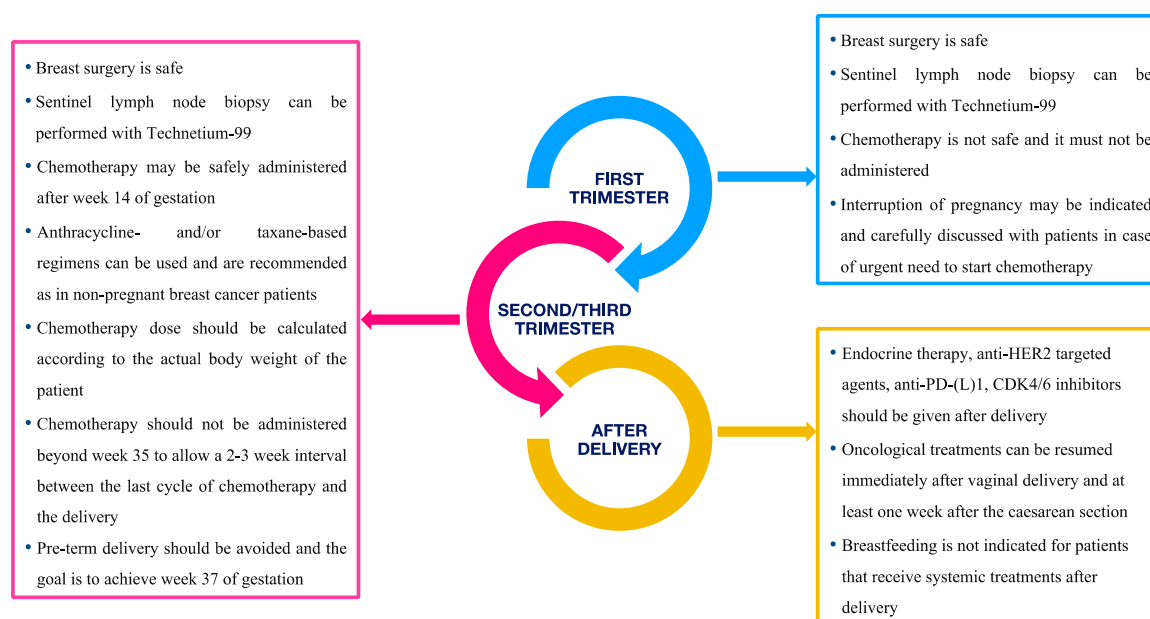 FIRST
TRIMESTER
• Breast surgery is safe
• Sentinel lymph node biopsy can be
performed with Technetium-99
• Chemotherapy is not safe and it must not be
administered
• Interruption of pregnancy may be indicated
and carefully discussed with patients in case
of urgent need to start chemotherapy
SECOND/THIRD
TRIMESTER
• Breast surgery is safe
• Sentinel lymph node biopsy can be
performed with Technetium-99
• Chemotherapy may be safely administered
after week 14 of gestation
• Anthracycline- and/or taxane-based
regimens can be used and are recommended
as in non-pregnant breast cancer patients
• Chemotherapy dose should be calculated
according to the actual body weight of the
patient
• Chemotherapy should not be administered
beyond week 35 to allow a 2-3 week interval
between the last cycle of chemotherapy and
the delivery
• Pre-term delivery should be avoided and the
goal is to achieve week 37 of gestation
AFTER
DELIVERY
• Endocrine therapy, anti-HER2 targeted
agents, anti-PD-(L)1, CDK4/6 inhibitors
should be given after delivery
• Oncological treatments can be resumed
immediately after vaginal delivery and at
least one week after the caesarean section
• Breastfeeding is not indicated for patients
that receive systemic treatments after
delivery